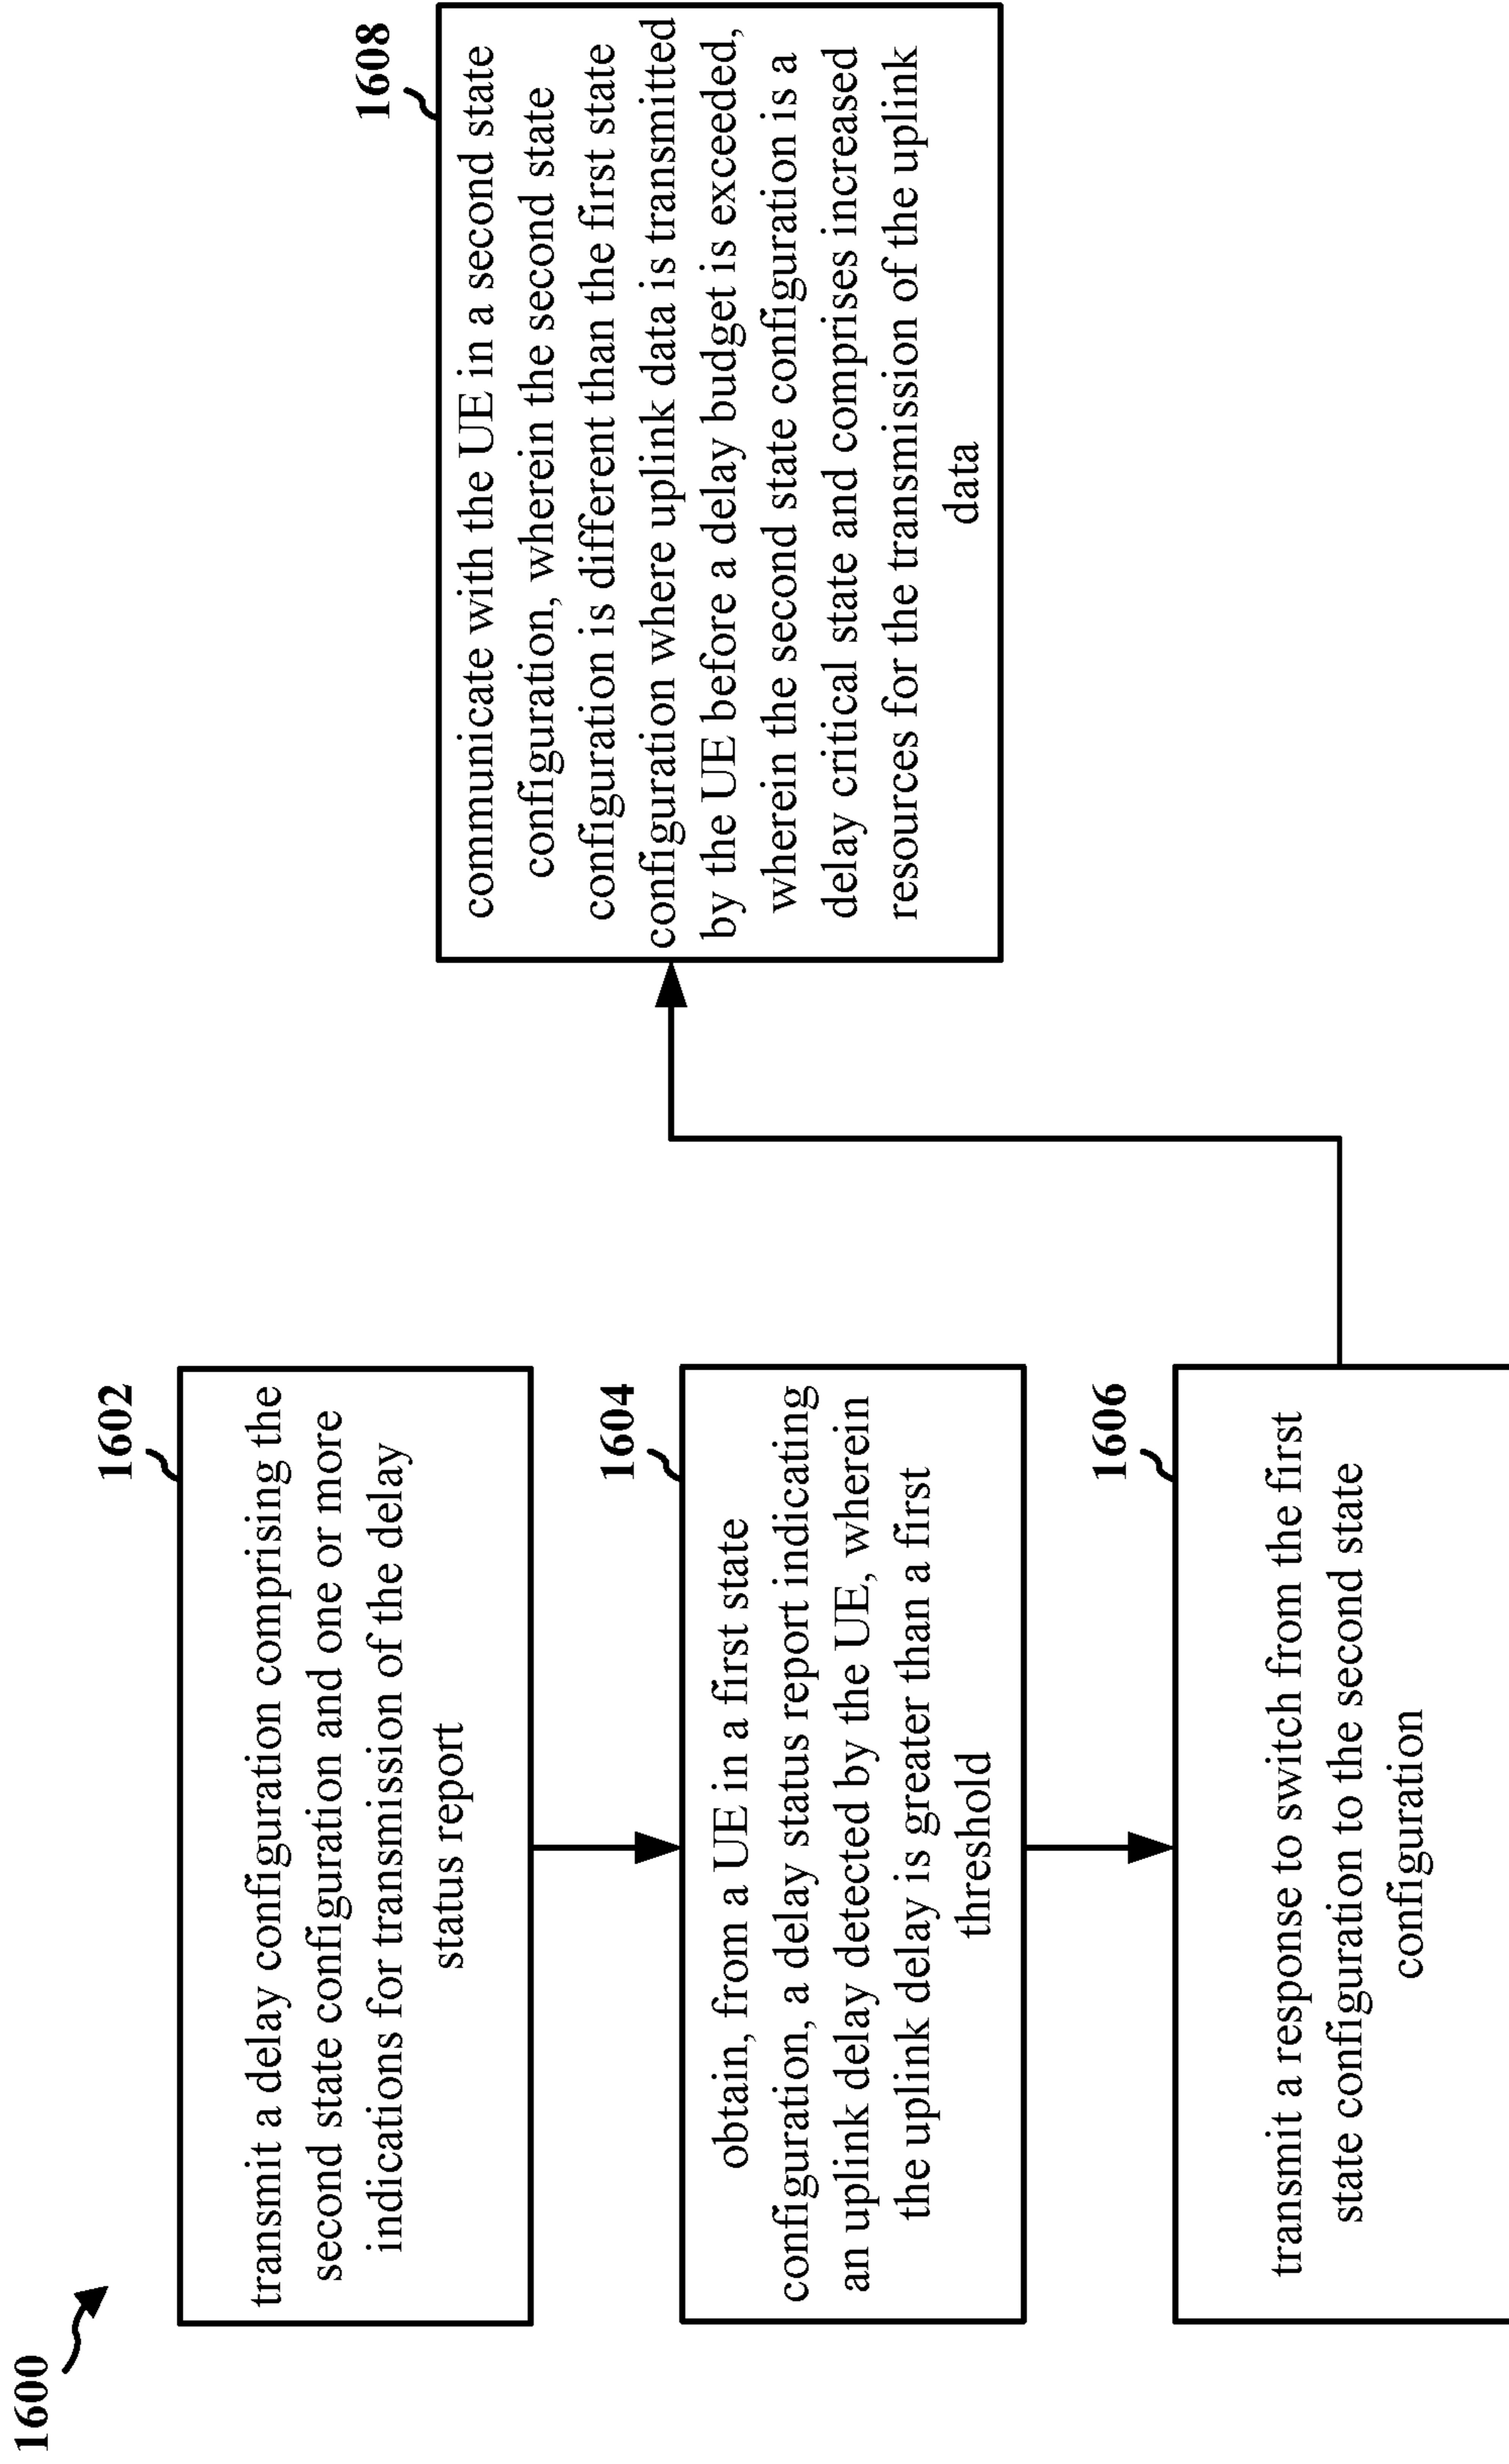 1600
1602
transmit a delay configuration comprising the
second state configuration and one or more
indications for transmission of the delay
status report
1604
obtain, from a UE in a first state
configuration, a delay status report indicating
an uplink delay detected by the UE, wherein
the uplink delay is greater than a first
threshold
1606
transmit a response to switch from the first
state configuration to the second state
configuration
1608
communicate with the UE in a second state
configuration, wherein the second state
configuration is different than the first state
configuration where uplink data is transmitted
by the UE before a delay budget is exceeded,
wherein the second state configuration is a
delay critical state and comprises increased
resources for the transmission of the uplink
data